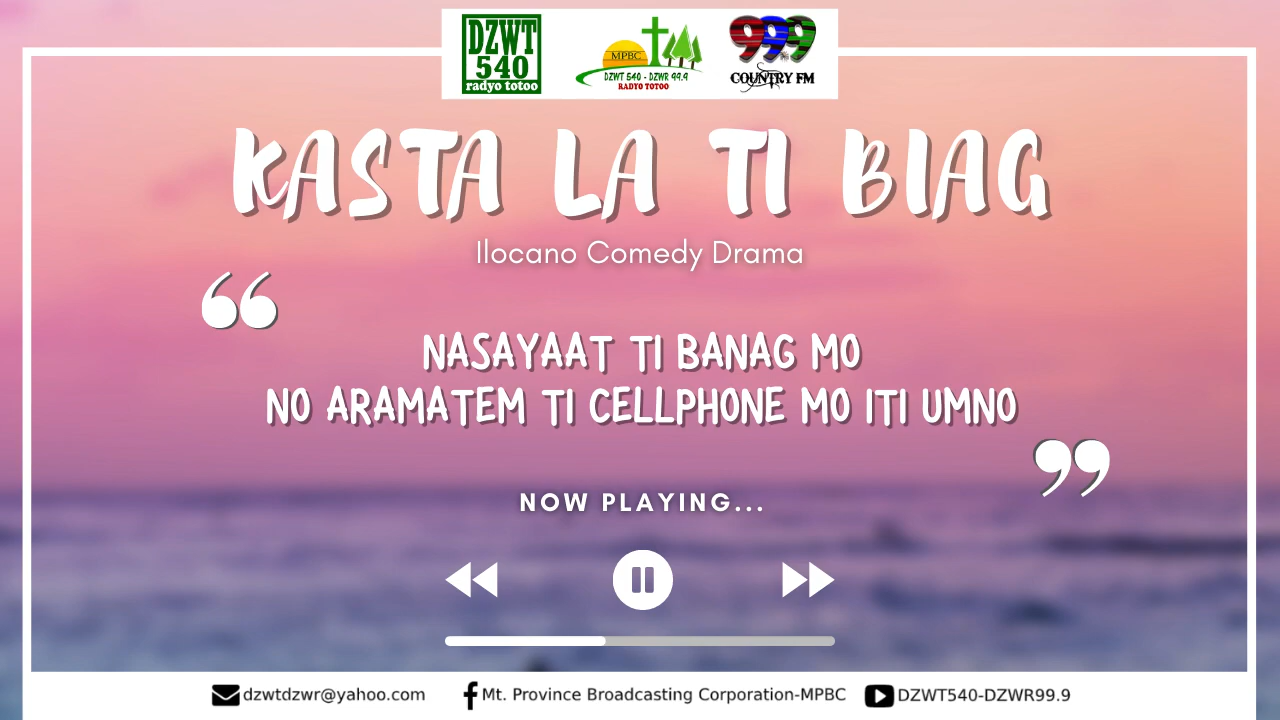 DZWT
540
radyo totoo
MPBC
DZWT 540 - DZWR 99.9
RADYO TOTOO
99.9
COUNTRY FM
KASTA LA TI BIAG
Ilocano Comedy Drama
“
NASAYAAT TI BANAG MO
NO ARAMATEM TI CELLPHONE MO ITI UMNO
”
NOW PLAYING...
dzwtdzwr@yahoo.com
Mt. Province Broadcasting Corporation-MPBC
DZWT540-DZWR99.9